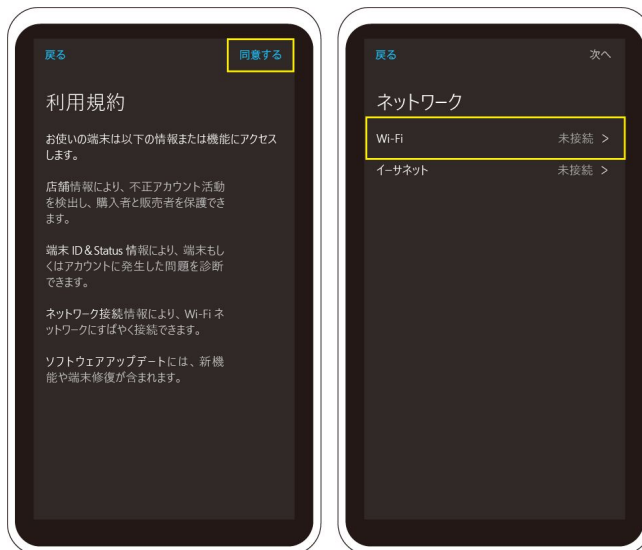 戻る
同意する
利用規約
お使いの端末は以下の情報または機能にアクセス
します。
店舗情報により、不正アカウント活動
を検出し、購入者と販売者を保護でき
ます。
端末 ID & Status 情報により、端末もし
くはアカウントに発生した問題を診断
できます。
ネットワーク接続情報により、Wi-Fi ネ
ットワークにすばやく接続できます。
ソフトウェアアップデートには、新機
能や端末修復が含まれます。
戻る
次へ
ネットワーク
Wi-Fi 未接続 >
イーサネット 未接続 >